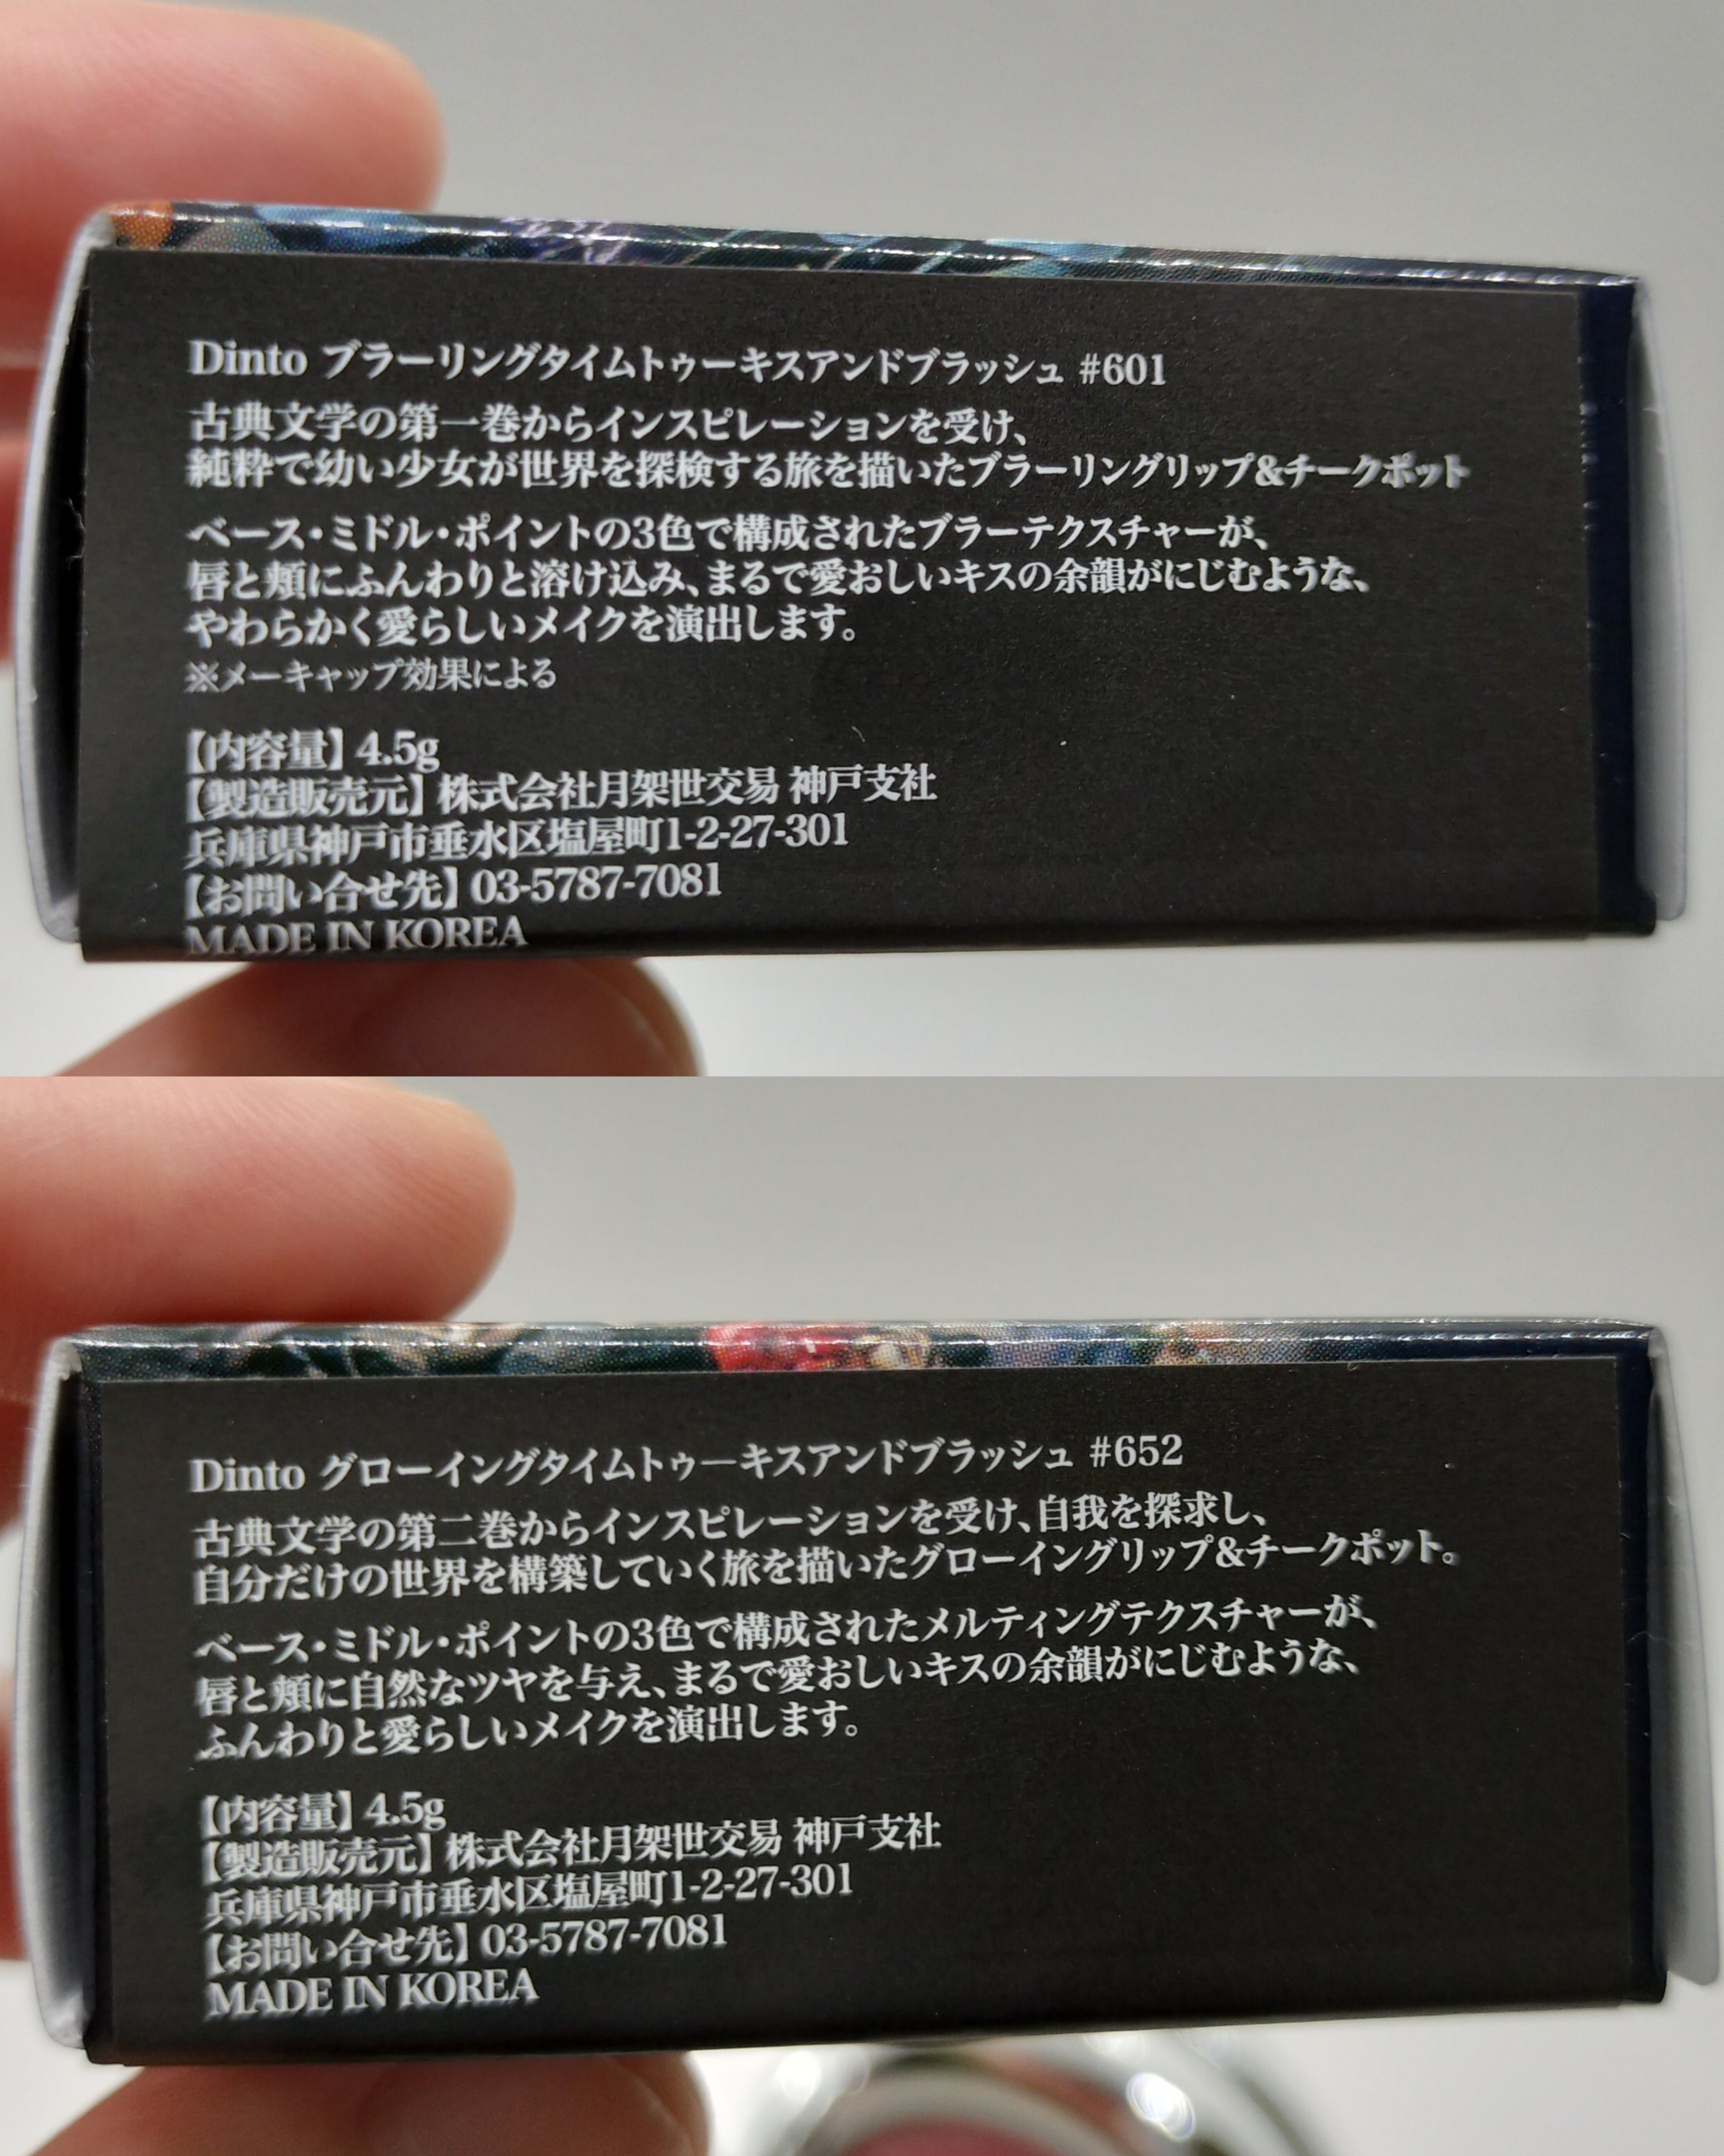 Dinto ブラーリングタイムトゥーキスアンドブラッシュ #601
古典文学の第一巻からインスピレーションを受け、
純粋で幼い少女が世界を探検する旅を描いたブラーリングリップ&チークポット
ベース・ミドル・ポイントの3色で構成されたブラーテクスチャーが、
唇と頬にふんわりと溶け込み、まるで愛おしいキスの余韻がにじむような、
やわらかく愛らしいメイクを演出します。
※メーキャップ効果による
【内容量】4.5g
【製造販売元】株式会社月架世交易 神戸支社
兵庫県神戸市垂水区塩屋町1-2-27-301
【お問い合せ先】03-5787-7081
MADE IN KOREA
Dinto グローイングタイムトゥーキスアンドブラッシュ #652
古典文学の第二巻からインスピレーションを受け、自我を探求し、
自分だけの世界を構築していく旅を描いたグローイングリップ&チークポット。
ベース・ミドル・ポイントの3色で構成されたメルティングテクスチャーが、
唇と頬に自然なツヤを与え、まるで愛おしいキスの余韻がにじむような、
ふんわりと愛らしいメイクを演出します。
【内容量】4.5g
【製造販売元】株式会社月架世交易 神戸支社
兵庫県神戸市垂水区塩屋町1-2-27-301
【お問い合せ先】03-5787-7081
MADE IN KOREA